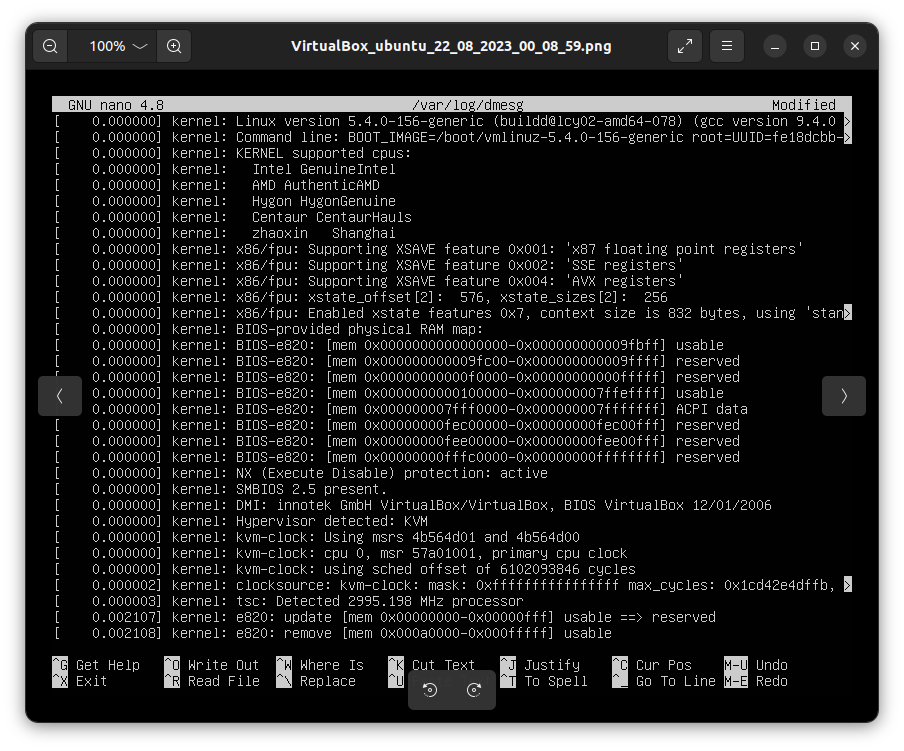 100%
VirtualBox_ubuntu_22_08_2023_00_08_59.png
GNU nano 4.8 /var/log/dmesg Modified
[    0.000000] kernel: Linux version 5.4.0-156-generic (buildd@lcy02-amd64-078) (gcc version 9.4.0 >
[    0.000000] kernel: Command line: BOOT_IMAGE=/boot/vmlinuz-5.4.0-156-generic root=UUID=fe18dcbb->
[    0.000000] kernel: KERNEL supported cpus:
[    0.000000] kernel:   Intel GenuineIntel
[    0.000000] kernel:   AMD AuthenticAMD
[    0.000000] kernel:   Hygon HygonGenuine
[    0.000000] kernel:   Centaur CentaurHauls
[    0.000000] kernel:   zhaoxin   Shanghai
[    0.000000] kernel: x86/fpu: Supporting XSAVE feature 0x001: 'x87 floating point registers'
[    0.000000] kernel: x86/fpu: Supporting XSAVE feature 0x002: 'SSE registers'
[    0.000000] kernel: x86/fpu: Supporting XSAVE feature 0x004: 'AVX registers'
[    0.000000] kernel: x86/fpu: xstate_offset[2]:  576, xstate_sizes[2]:  256
[    0.000000] kernel: x86/fpu: Enabled xstate features 0x7, context size is 832 bytes, using 'stan>
[    0.000000] kernel: BIOS-provided physical RAM map:
[    0.000000] kernel: BIOS-e820: [mem 0x0000000000000000-0x000000000009fbff] usable
[    0.000000] kernel: BIOS-e820: [mem 0x000000000009fc00-0x000000000009ffff] reserved
[    0.000000] kernel: BIOS-e820: [mem 0x00000000000f0000-0x00000000000fffff] reserved
0.000000] kernel: BIOS-e820: [mem 0x0000000000100000-0x000000007ffeffff] usable
0.000000] kernel: BIOS-e820: [mem 0x000000007fff0000-0x000000007fffffff] ACPI data
[    0.000000] kernel: BIOS-e820: [mem 0x00000000fec00000-0x00000000fec00fff] reserved
[    0.000000] kernel: BIOS-e820: [mem 0x00000000fee00000-0x00000000fee00fff] reserved
[    0.000000] kernel: BIOS-e820: [mem 0x00000000fffc0000-0x00000000ffffffff] reserved
[    0.000000] kernel: NX (Execute Disable) protection: active
[    0.000000] kernel: SMBIOS 2.5 present.
[    0.000000] kernel: DMI: innotek GmbH VirtualBox/VirtualBox, BIOS VirtualBox 12/01/2006
[    0.000000] kernel: Hypervisor detected: KVM
[    0.000000] kernel: kvm-clock: Using msrs 4b564d01 and 4b564d00
[    0.000000] kernel: kvm-clock: cpu 0, msr 57a01001, primary cpu clock
[    0.000000] kernel: kvm-clock: using sched offset of 6102093846 cycles
[    0.000002] kernel: clocksource: kvm-clock: mask: 0xffffffffffffffff max_cycles: 0x1cd42e4dffb, >
[    0.000003] kernel: tsc: Detected 2995.198 MHz processor
[    0.002107] kernel: e820: update [mem 0x00000000-0x00000fff] usable ==> reserved
[    0.002108] kernel: e820: remove [mem 0x000a0000-0x000fffff] usable
^G Get Help ^O Write Out ^W Where Is ^K Cut Text ^J Justify ^C Cur Pos M-U Undo
^X Exit ^R Read File ^\ Replace ^U ^T To Spell ^_ Go To Line M-E Redo